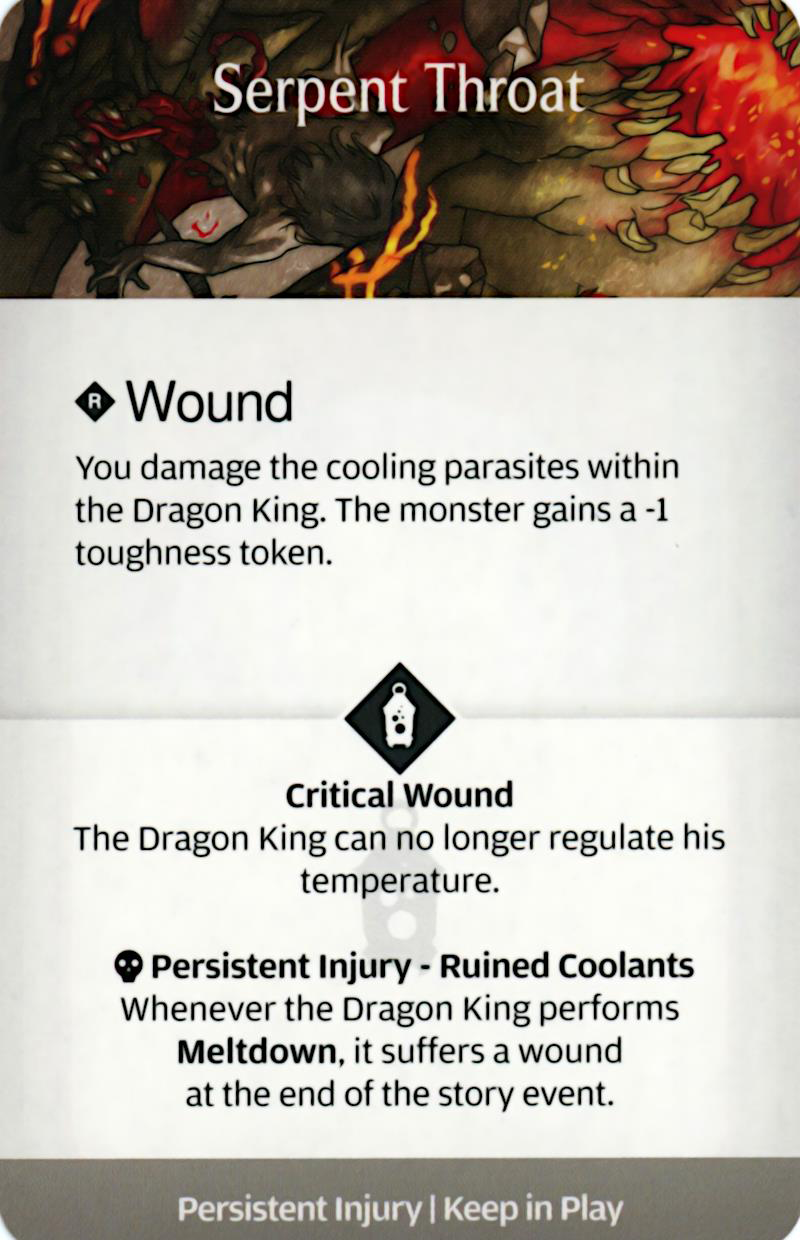 Serpent Throat
R Wound
You damage the cooling parasites within
the Dragon King. The monster gains a -1
toughness token.
Critical Wound
The Dragon King can no longer regulate his
temperature.
Persistent Injury - Ruined Coolants
Whenever the Dragon King performs
Meltdown, it suffers a wound
at the end of the story event.
Persistent Injury | Keep in Play